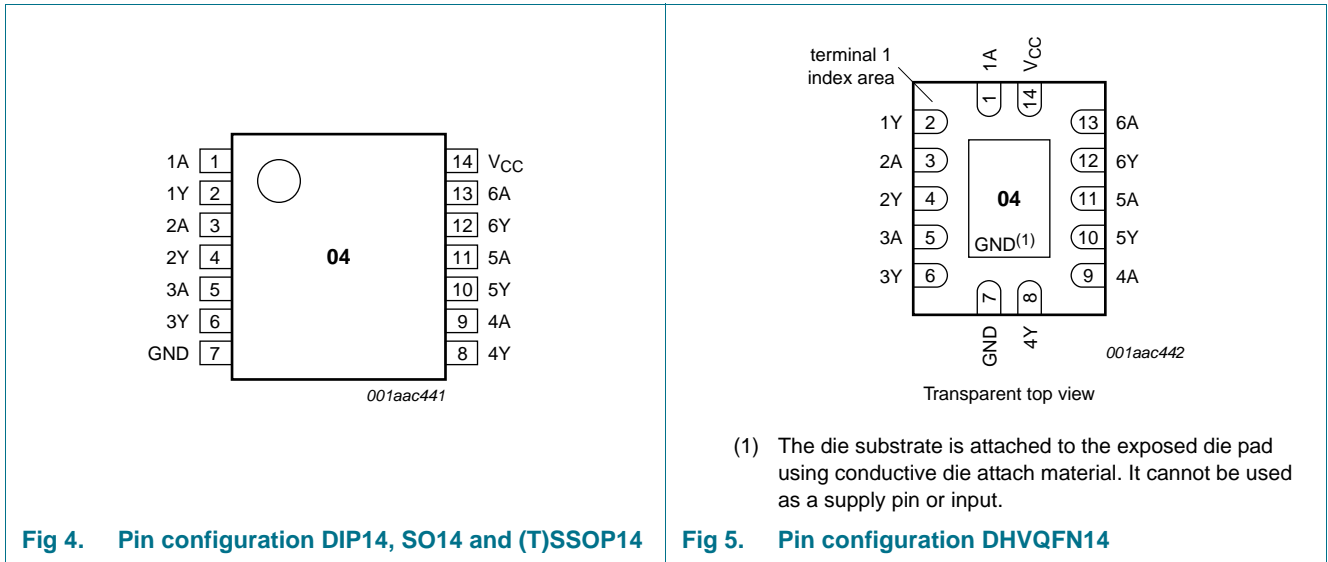 1A 1
1Y 2
2A 3
2Y 4
3A 5
3Y 6
GND 7
04
14 VCC
13 6A
12 6Y
11 5A
10 5Y
9 4A
8 4Y
001aac441
Fig 4. Pin configuration DIP14, SO14 and (T)SSOP14
terminal 1
index area
1A
VCC
1
14
1Y 2
2A 3
2Y 4
3A 5
3Y 6
04
GND(1)
13 6A
12 6Y
11 5A
10 5Y
9 4A
7
8
GND
4Y
001aac442
Transparent top view
(1) The die substrate is attached to the exposed die pad
using conductive die attach material. It cannot be used
as a supply pin or input.
Fig 5. Pin configuration DHVQFN14